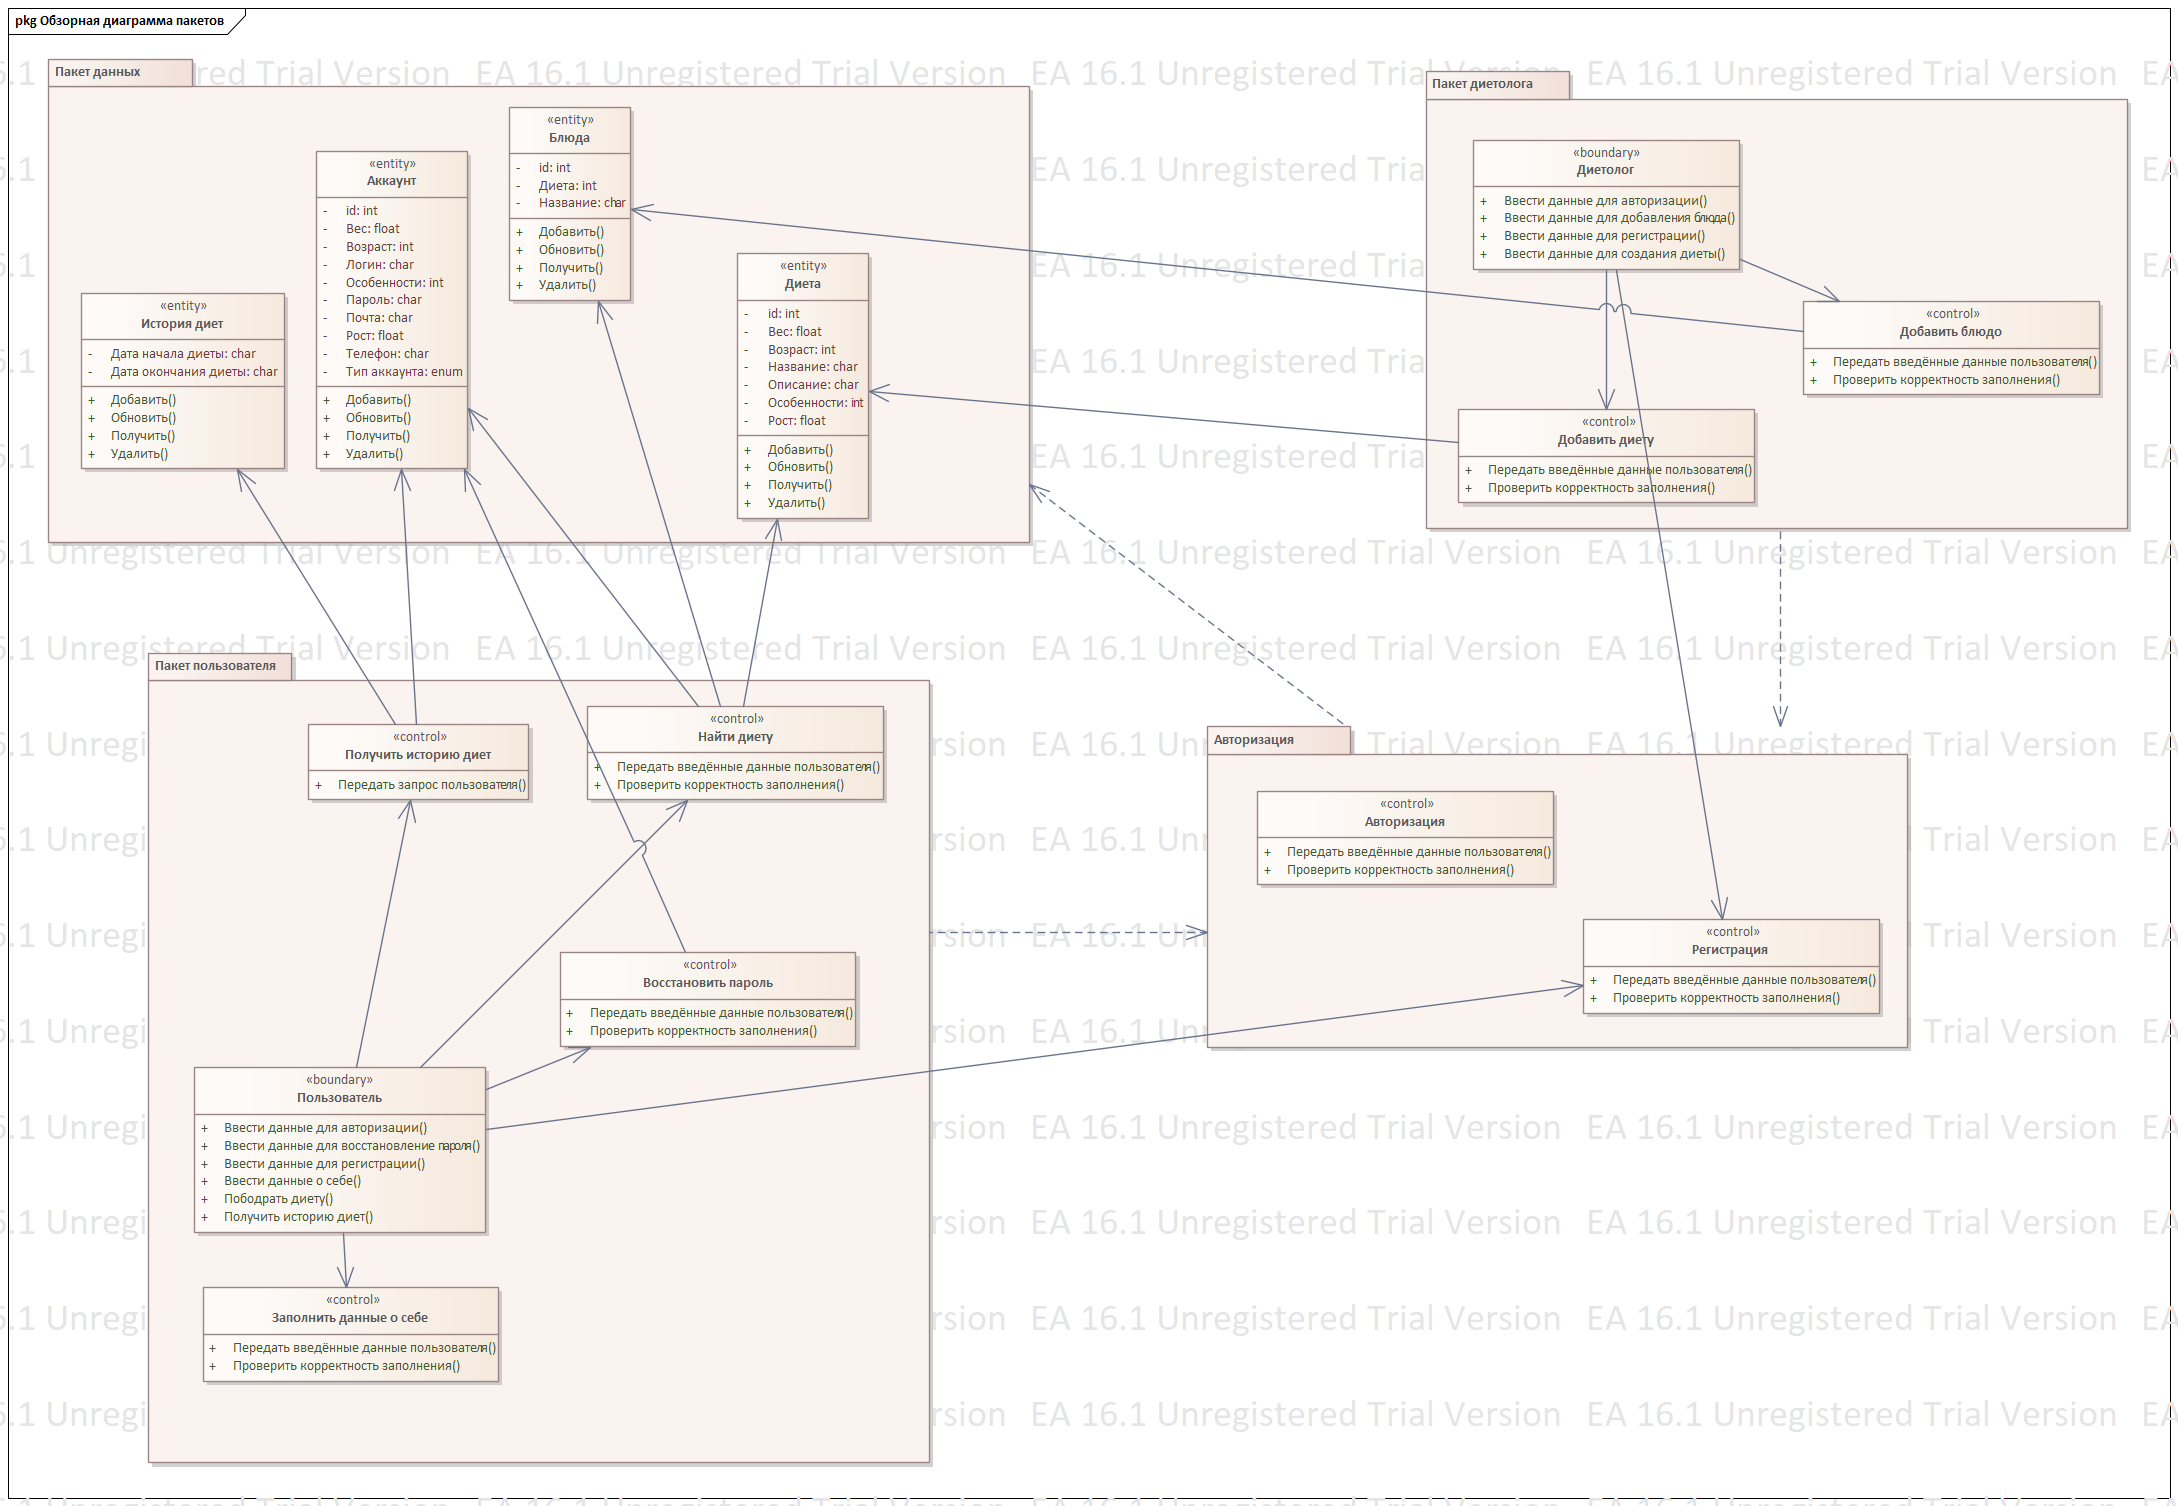 pkg Обзорная диаграмма пакетов
EA 16.1 Unregistered Trial Version
Пакет данных
«entity»
Блюда
- id: int
- Диета: int
- Название: char
+ Добавить()
+ Обновить()
+ Получить()
+ Удалить()
«entity»
Аккаунт
- id: int
- Вес: float
- Возраст: int
- Логин: char
- Особенности: int
- Пароль: char
- Почта: char
- Рост: float
- Телефон: char
- Тип аккаунта: enum
+ Добавить()
+ Обновить()
+ Получить()
+ Удалить()
«entity»
Диета
- id: int
- Вес: float
- Возраст: int
- Название: char
- Описание: char
- Особенности: int
- Рост: float
+ Добавить()
+ Обновить()
+ Получить()
+ Удалить()
«entity»
История диет
- Дата начала диеты: char
- Дата окончания диеты: char
+ Добавить()
+ Обновить()
+ Получить()
+ Удалить()
Пакет диетолога
«boundary»
Диетолог
+ Ввести данные для авторизации()
+ Ввести данные для добавления блюда()
+ Ввести данные для регистрации()
+ Ввести данные для создания диеты()
«control»
Добавить блюдо
+ Передать введённые данные пользователя()
+ Проверить корректность заполнения()
«control»
Добавить диету
+ Передать введённые данные пользователя()
+ Проверить корректность заполнения()
Пакет пользователя
«control»
Получить историю диет
+ Передать запрос пользователя()
«control»
Найти диету
+ Передать введённые данные пользователя()
+ Проверить корректность заполнения()
«control»
Восстановить пароль
+ Передать введённые данные пользователя()
+ Проверить корректность заполнения()
«boundary»
Пользователь
+ Ввести данные для авторизации()
+ Ввести данные для восстановление пароля()
+ Ввести данные для регистрации()
+ Ввести данные о себе()
+ Пободрать диету()
+ Получить историю диет()
«control»
Заполнить данные о себе
+ Передать введённые данные пользователя()
+ Проверить корректность заполнения()
Авторизация
«control»
Авторизация
+ Передать введённые данные пользователя()
+ Проверить корректность заполнения()
«control»
Регистрация
+ Передать введённые данные пользователя()
+ Проверить корректность заполнения()